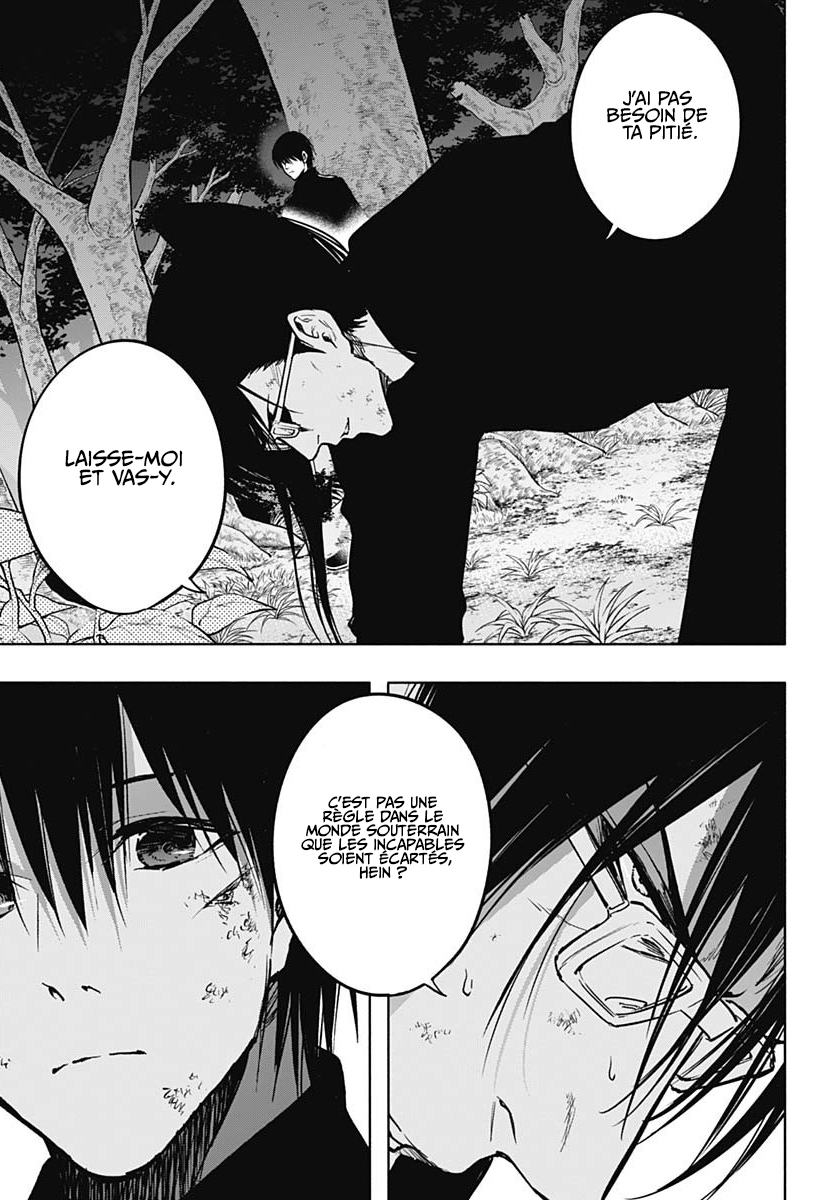 J'AI PAS
BESOIN DE
TA PITIÉ.
LAISSE-MOI
ET VAS-Y.
C'EST PAS UNE
RÈGLE DANS LE
MONDE SOUTERRAIN
QUE LES INCAPABLES
SOIENT ÉCARTÉS,
HEIN ?